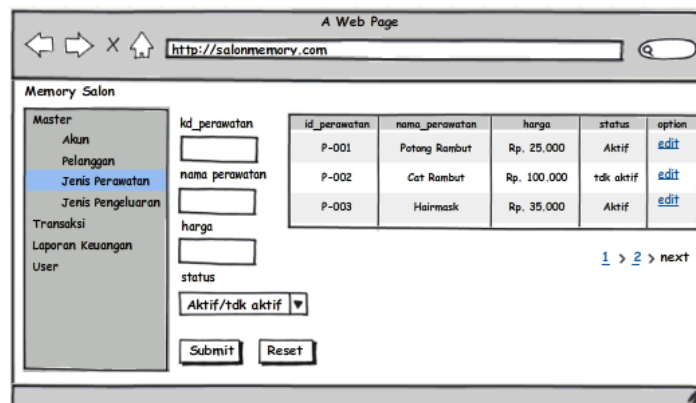 A Web Page
http://salonmemory.com
Memory Salon
Master
Akun
Pelanggan
Jenis Perawatan
Jenis Pengeluaran
Transaksi
Laporan Keuangan
User
kd_perawatan
nama perawatan
harga
status
Aktif/tdk aktif
Submit Reset
id_perawatan nama_perawatan harga status option
P-001 Potong Rambut Rp. 25,000 Aktif edit
P-002 Cat Rambut Rp. 100,000 tdk aktif edit
P-003 Hairmask Rp. 35,000 Aktif edit
1 > 2 > next